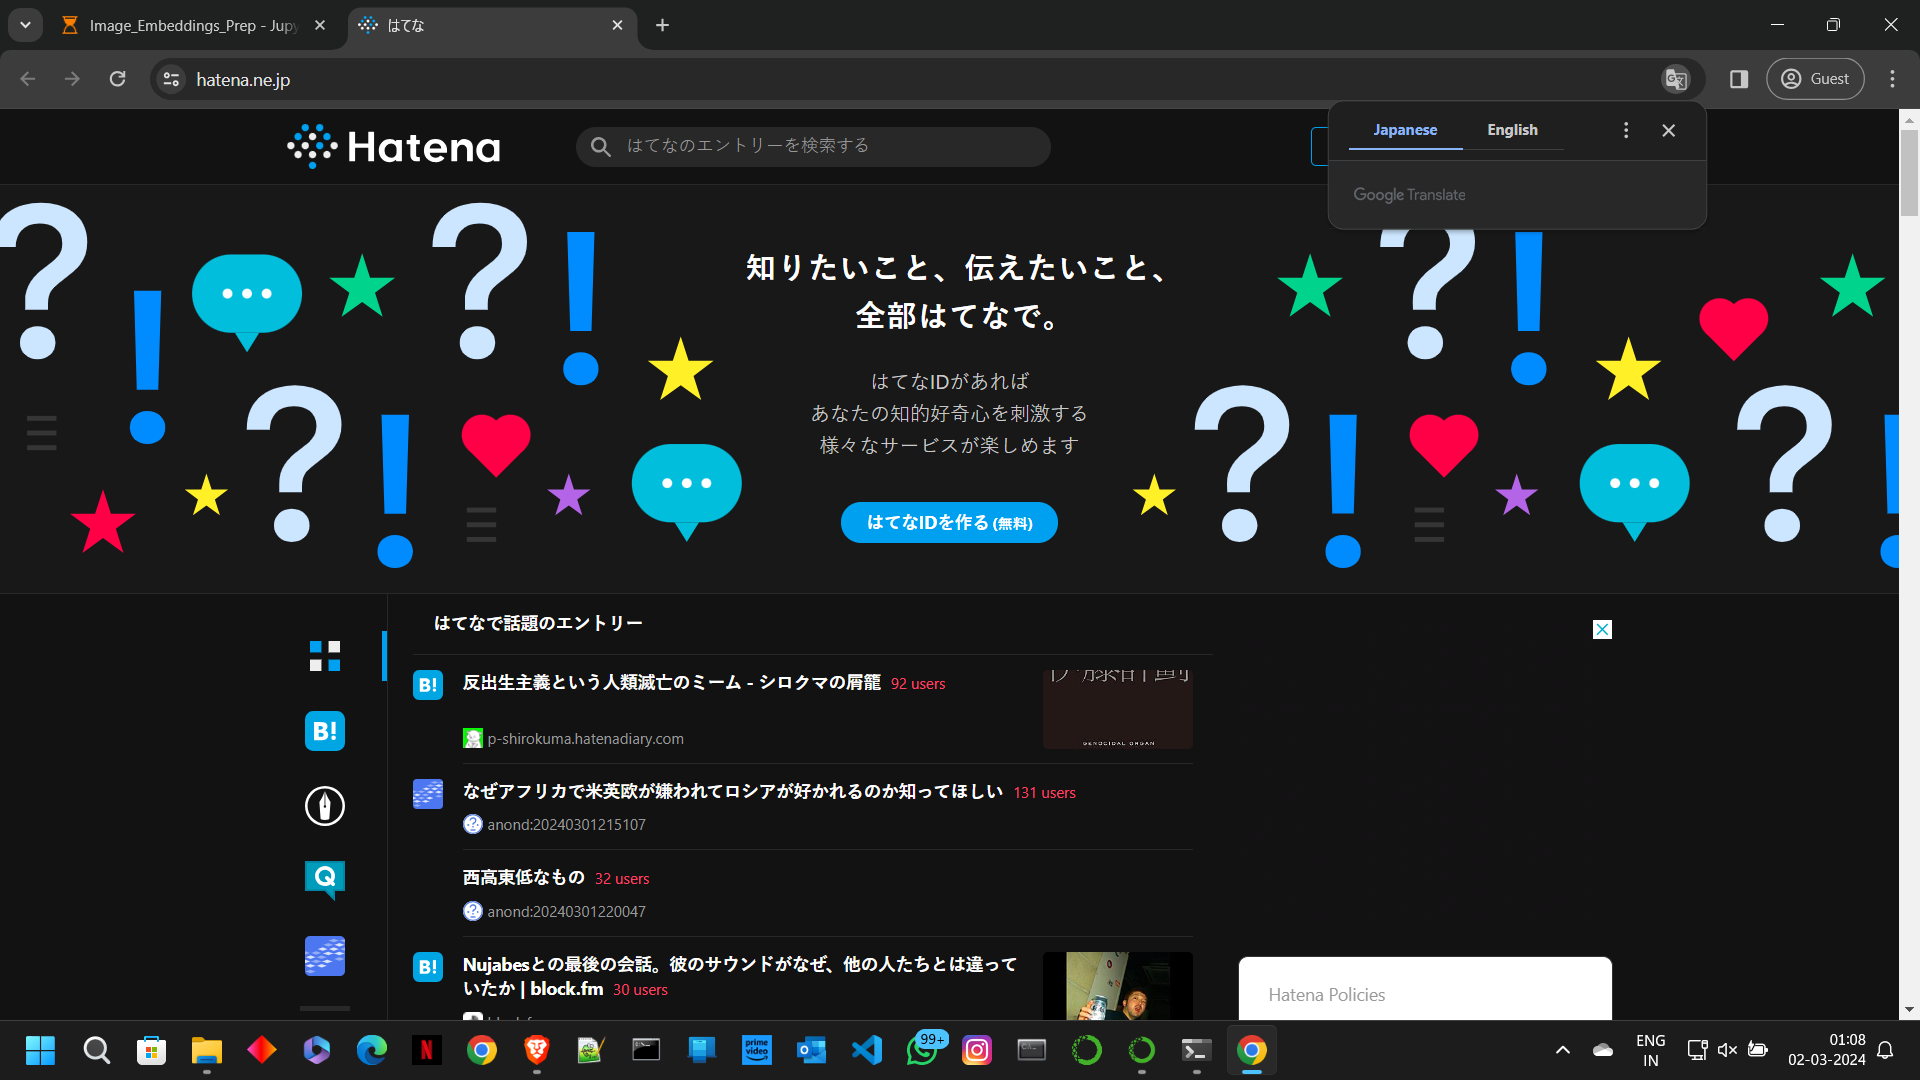 Image_Embeddings_Prep - Jupy
はてな
hatena.ne.jp
Guest
Japanese
English
Google Translate
Hatena
はてなのエントリーを検索する
知りたいこと、伝えたいこと、
全部はてなで。
はてなIDがあれば
あなたの知的好奇心を刺激する
様々なサービスが楽しめます
はてなIDを作る (無料)
はてなで話題のエントリー
B!
反出生主義という人類滅亡のミーム - シロクマの屑籠 92 users
GENOCIDAL ORGAN
B!
p-shirokuma.hatenadiary.com
なぜアフリカで米英欧が嫌われてロシアが好かれるのか知ってほしい 131 users
anond:20240301215107
Q
西高東低なもの 32 users
anond:20240301220047
B!
Nujabesとの最後の会話。彼のサウンドがなぜ、他の人たちとは違って
いたか | block.fm 30 users
Hatena Policies
prime
video
99+
ENG
IN
01:08
02-03-2024